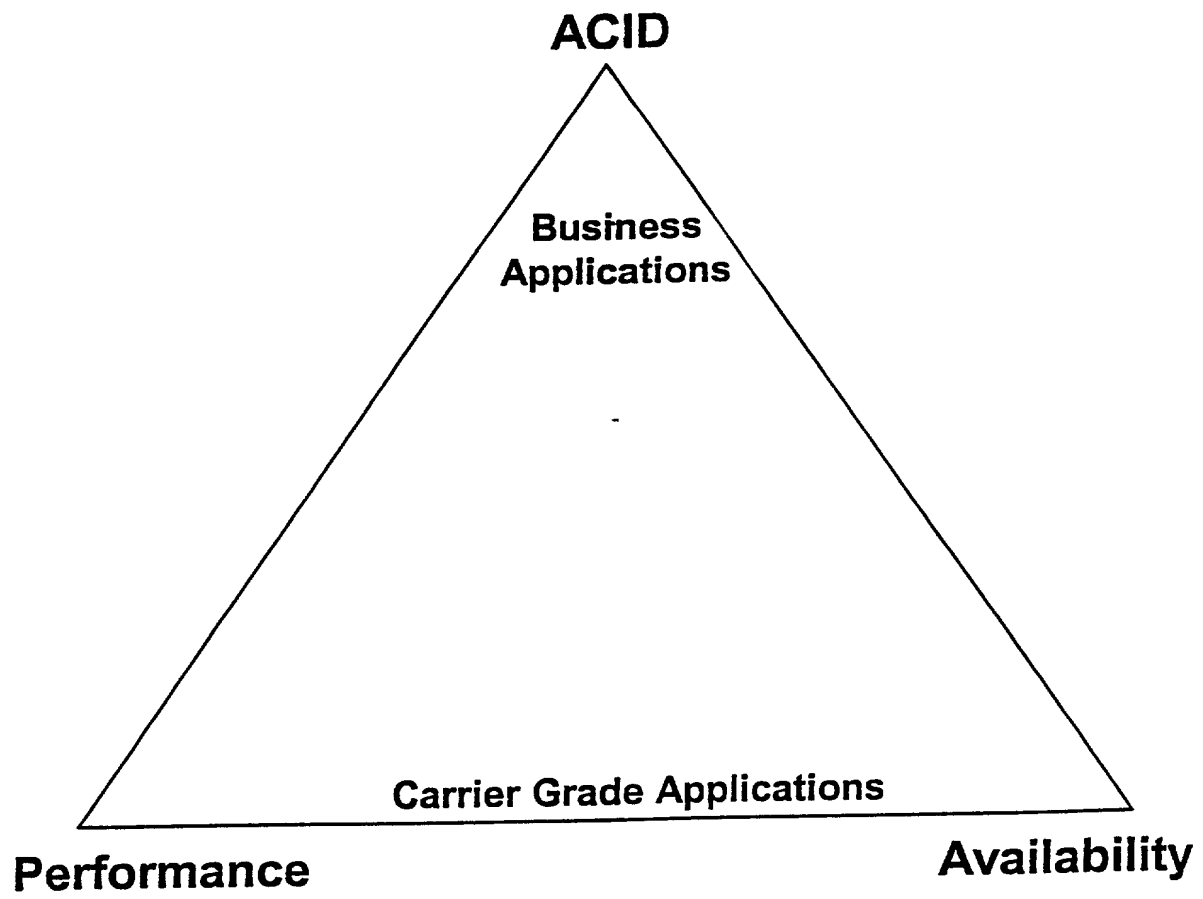 ACID
Business
Applications
Carrier Grade Applications
Performance
Availability